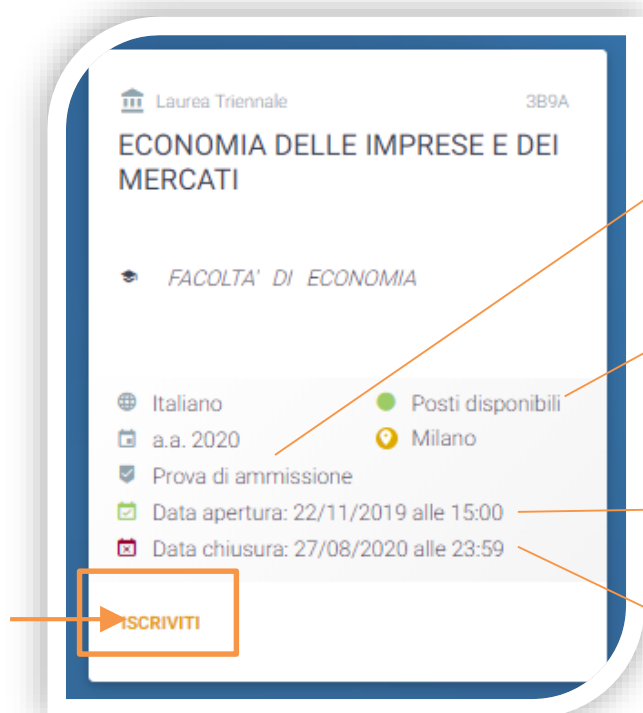 Laurea Triennale 3B9A
ECONOMIA DELLE IMPRESE E DEI
MERCATI
FACOLTA' DI ECONOMIA
Italiano Posti disponibili
a.a. 2020 Milano
Prova di ammissione
Data apertura: 22/11/2019 alle 15:00
Data chiusura: 27/08/2020 alle 23:59
ISCRIVITI